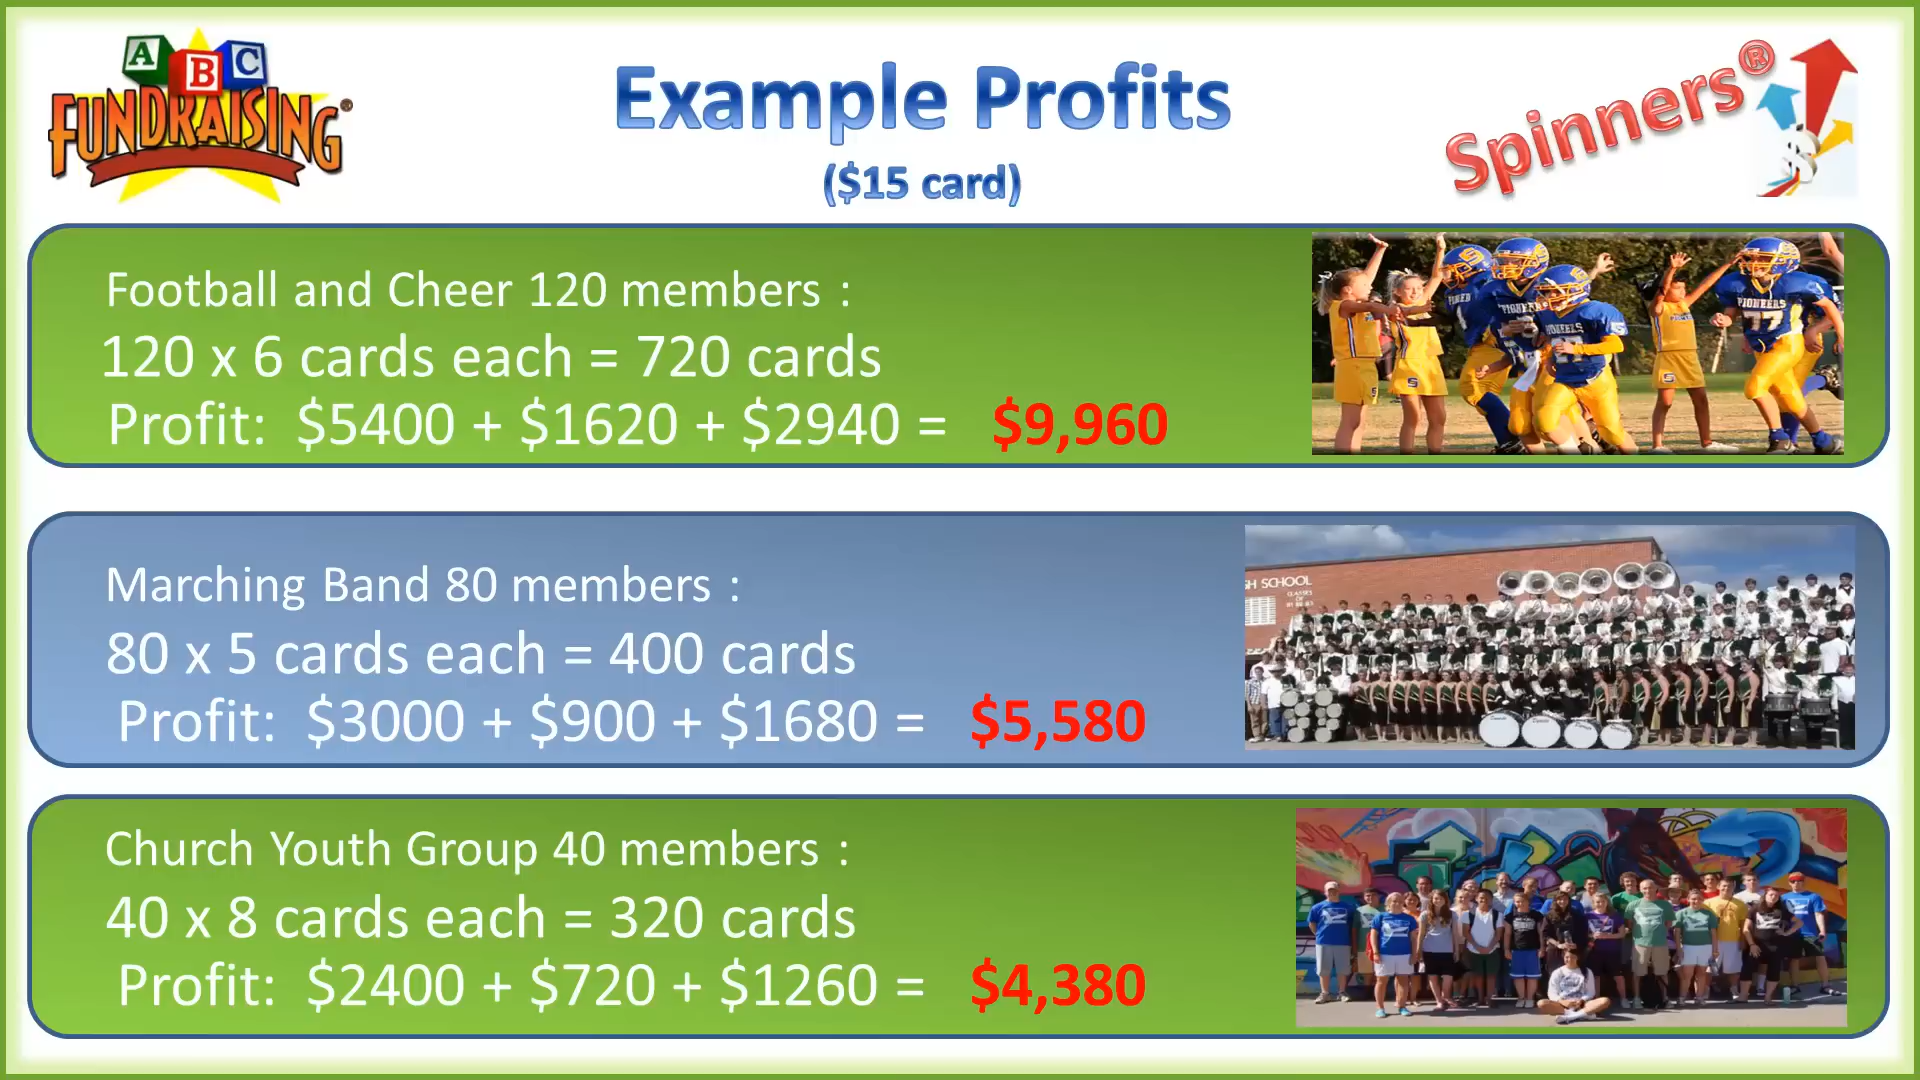 A B C
FUNDRAISING
Example Profits
($15 card)
Spinners®
Football and Cheer 120 members :
120 x 6 cards each = 720 cards
Profit: $5400 + $1620 + $2940 = $9,960
PIONEERS
PIONEERS
77
Marching Band 80 members :
80 x 5 cards each = 400 cards
Profit: $3000 + $900 + $1680 = $5,580
H SCHOOL
Church Youth Group 40 members :
40 x 8 cards each = 320 cards
Profit: $2400 + $720 + $1260 = $4,380